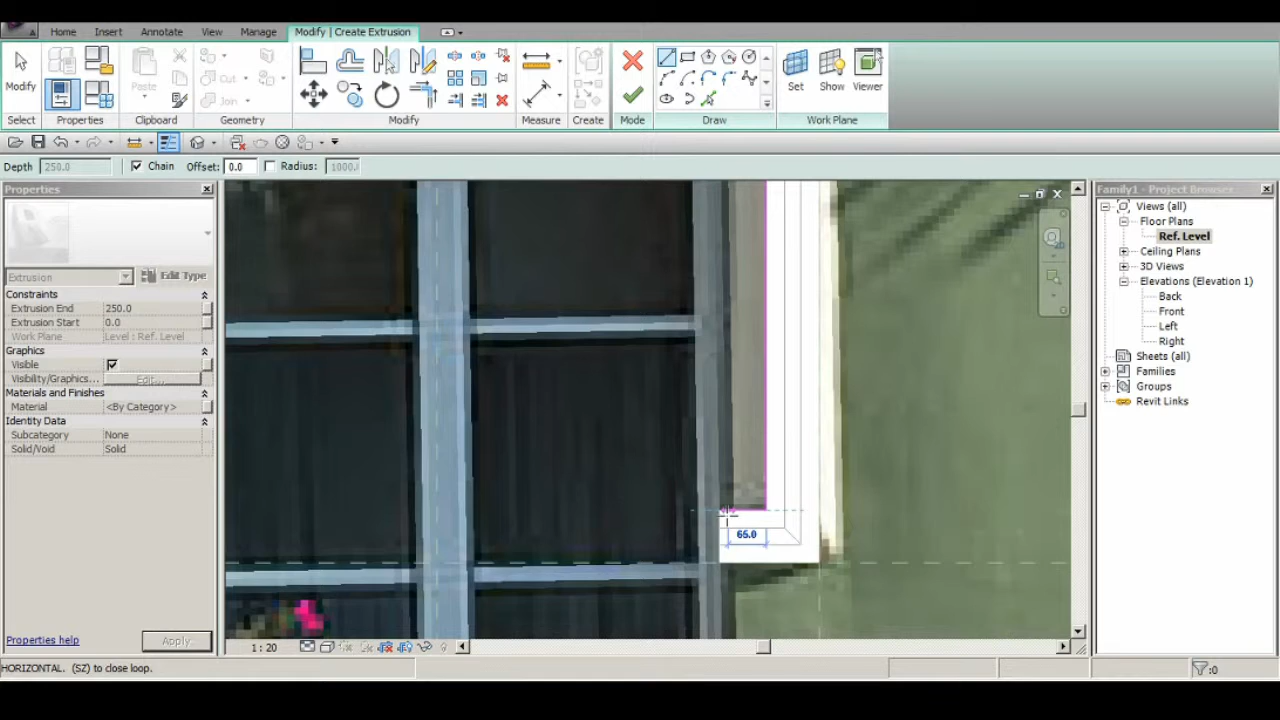 Home Insert Annotate View Manage Modify | Create Extrusion
Modify Paste Cut Join Create Set Show Viewer
Select Properties Clipboard Geometry Modify Measure Create Mode Draw Work Plane
Depth 250.0 Chain Offset: 0.0 Radius: 1000.
Properties
Extrusion Edit Type
Constraints
Extrusion End 250.0
Extrusion Start 0.0
Work Plane Level : Ref. Level
Graphics
Visible
Visibility/Graphics... Edit...
Materials and Finishes
Material <By Category>
Identity Data
Subcategory None
Solid/Void Solid
Properties help Apply
65.0
2D
1 : 20
Family1 - Project Browser
Views (all)
Floor Plans
Ref. Level
Ceiling Plans
3D Views
Elevations (Elevation 1)
Back
Front
Left
Right
Sheets (all)
Families
Groups
Revit Links
HORIZONTAL. (SZ) to close loop.
:0